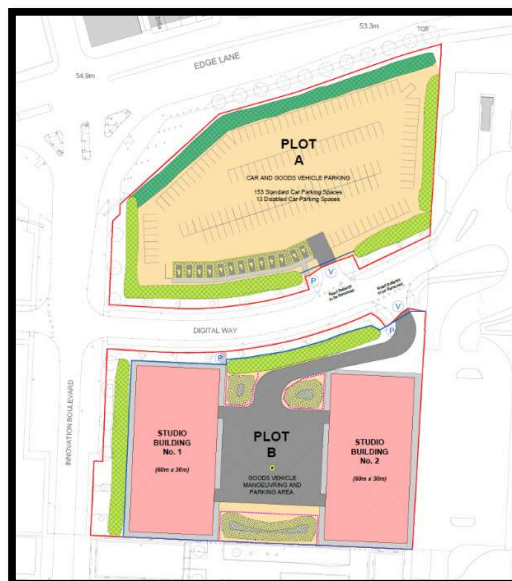 53.3m
TCB
EDGE LANE
54.9m
PLOT
A
CAR AND GOODS VEHICLE PARKING
153 Standard Car Parking Spaces
13 Disabled Car Parking Spaces
P
V
V
P
DIGITAL WAY
P
INNOVATION BOULEVARD
STUDIO
BUILDING
No. 1
(60m x 30m)
PLOT
B
GOODS VEHICLE
MANOEUVRING AND
PARKING AREA
STUDIO
BUILDING
No. 2
(60m x 30m)